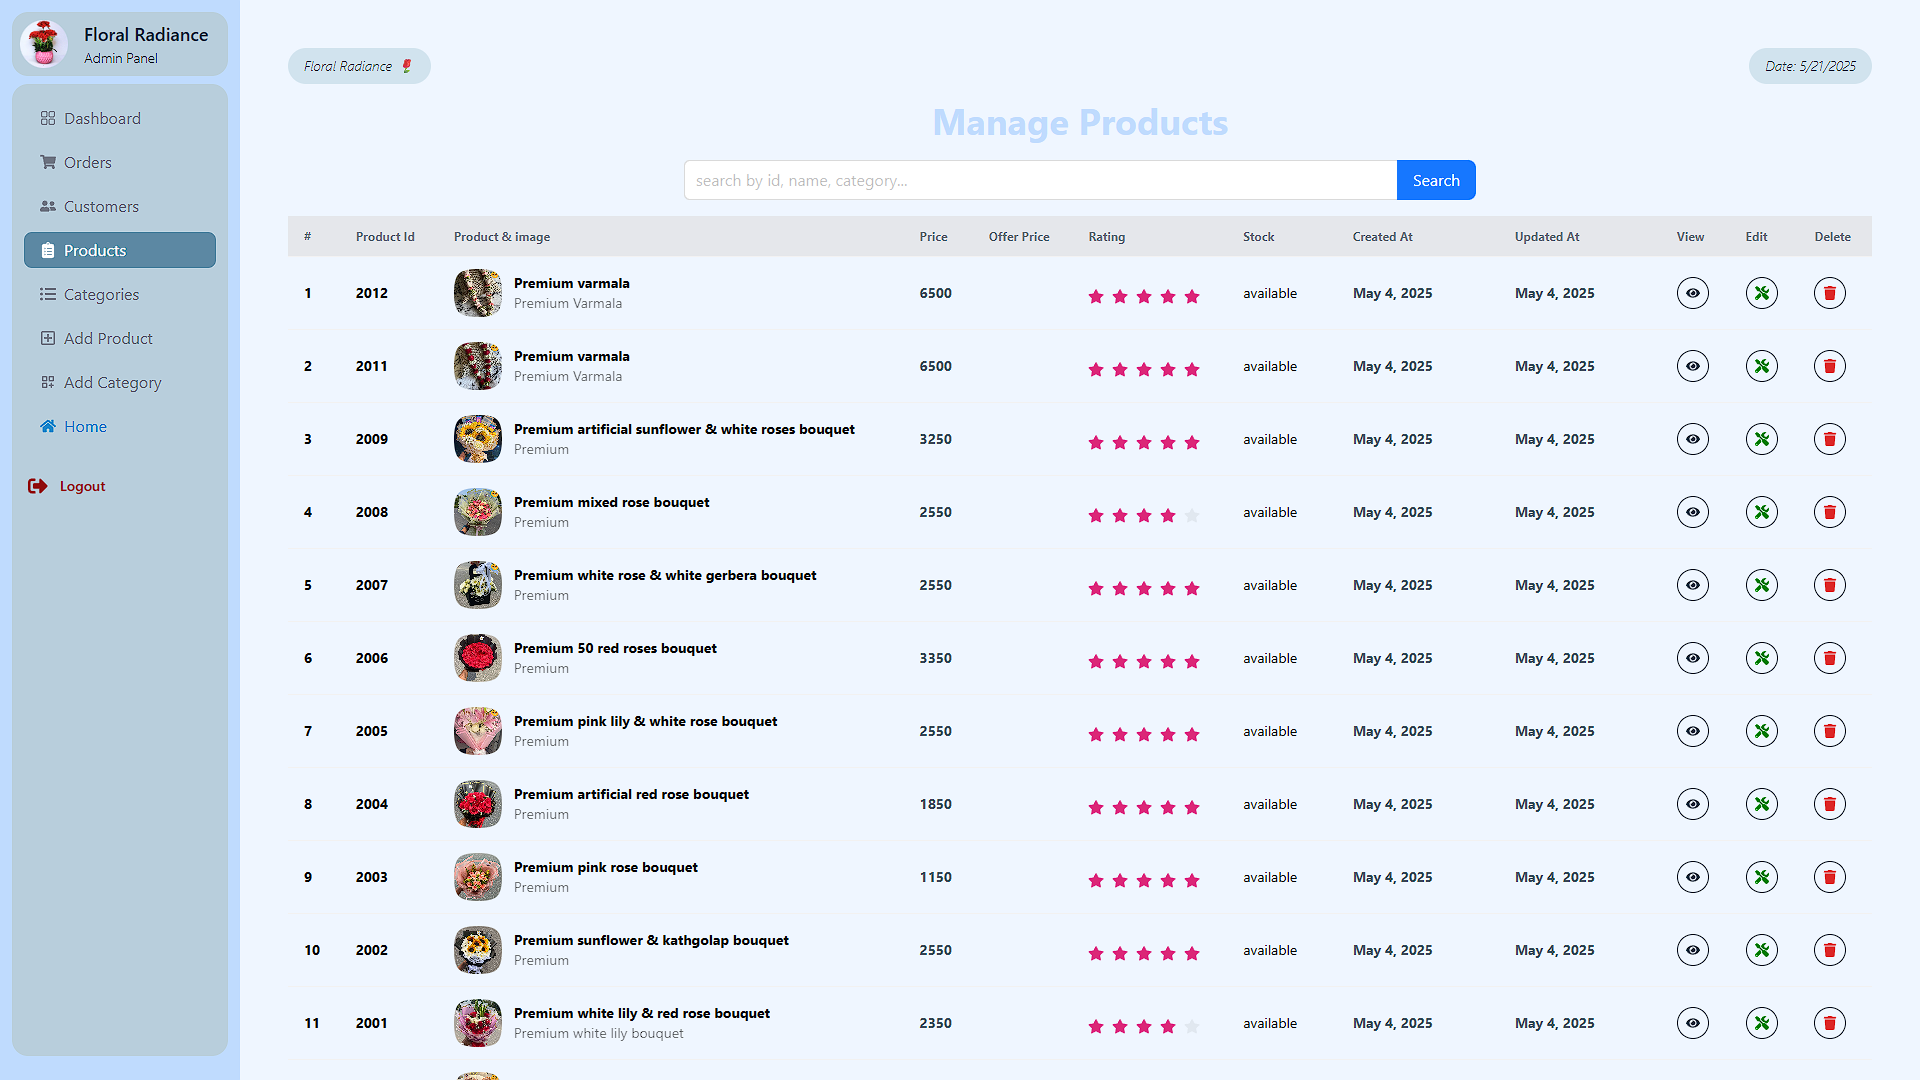 Floral Radiance
Admin Panel
Dashboard
Orders
Customers
Products
Categories
Add Product
Add Category
Home
Logout
Floral Radiance
Date: 5/21/2025
Manage Products
search by id, name, category...
Search
# Product Id Product & image Price Offer Price Rating Stock Created At Updated At View Edit Delete
1 2012 Premium varmala 6500 available May 4, 2025 May 4, 2025
Premium Varmala
2 2011 Premium varmala 6500 available May 4, 2025 May 4, 2025
Premium Varmala
3 2009 Premium artificial sunflower & white roses bouquet 3250 available May 4, 2025 May 4, 2025
Premium
4 2008 Premium mixed rose bouquet 2550 available May 4, 2025 May 4, 2025
Premium
5 2007 Premium white rose & white gerbera bouquet 2550 available May 4, 2025 May 4, 2025
Premium
6 2006 Premium 50 red roses bouquet 3350 available May 4, 2025 May 4, 2025
Premium
7 2005 Premium pink lily & white rose bouquet 2550 available May 4, 2025 May 4, 2025
Premium
8 2004 Premium artificial red rose bouquet 1850 available May 4, 2025 May 4, 2025
Premium
9 2003 Premium pink rose bouquet 1150 available May 4, 2025 May 4, 2025
Premium
10 2002 Premium sunflower & kathgolap bouquet 2550 available May 4, 2025 May 4, 2025
Premium
11 2001 Premium white lily & red rose bouquet 2350 available May 4, 2025 May 4, 2025
Premium white lily bouquet